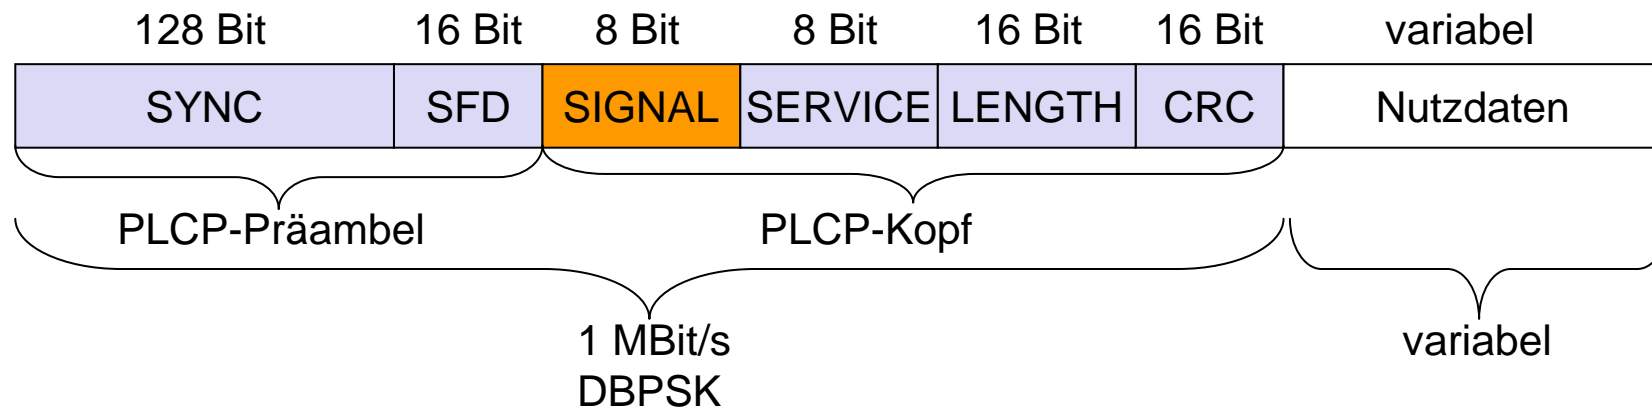 128 Bit 16 Bit 8 Bit 8 Bit 16 Bit 16 Bit variabel
SYNC SFD SIGNAL SERVICE LENGTH CRC Nutzdaten
PLCP-Präambel PLCP-Kopf
1 MBit/s variabel
DBPSK